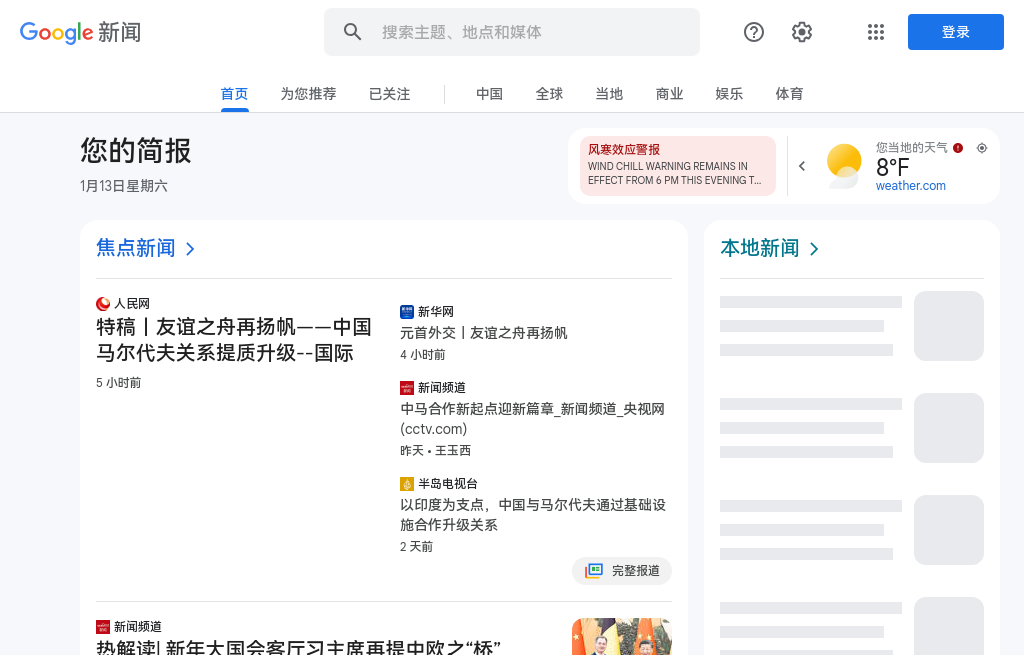 Google 新闻
搜索主题、地点和媒体
登录
首页
为您推荐
已关注
中国
全球
当地
商业
娱乐
体育
您的简报
1月13日星期六
风寒效应警报
WIND CHILL WARNING REMAINS IN
EFFECT FROM 6 PM THIS EVENING T…
您当地的天气
8°F
weather.com
焦点新闻
人民网
特稿丨友谊之舟再扬帆——中国
马尔代夫关系提质升级--国际
5 小时前
新华网
元首外交丨友谊之舟再扬帆
4 小时前
新闻频道
中马合作新起点迎新篇章_新闻频道_央视网
(cctv.com)
昨天 • 王玉西
半岛电视台
以印度为支点，中国与马尔代夫通过基础设
施合作升级关系
2 天前
完整报道
新闻频道
热解读| 新年大国会客厅习主席再提中欧之“桥”
本地新闻